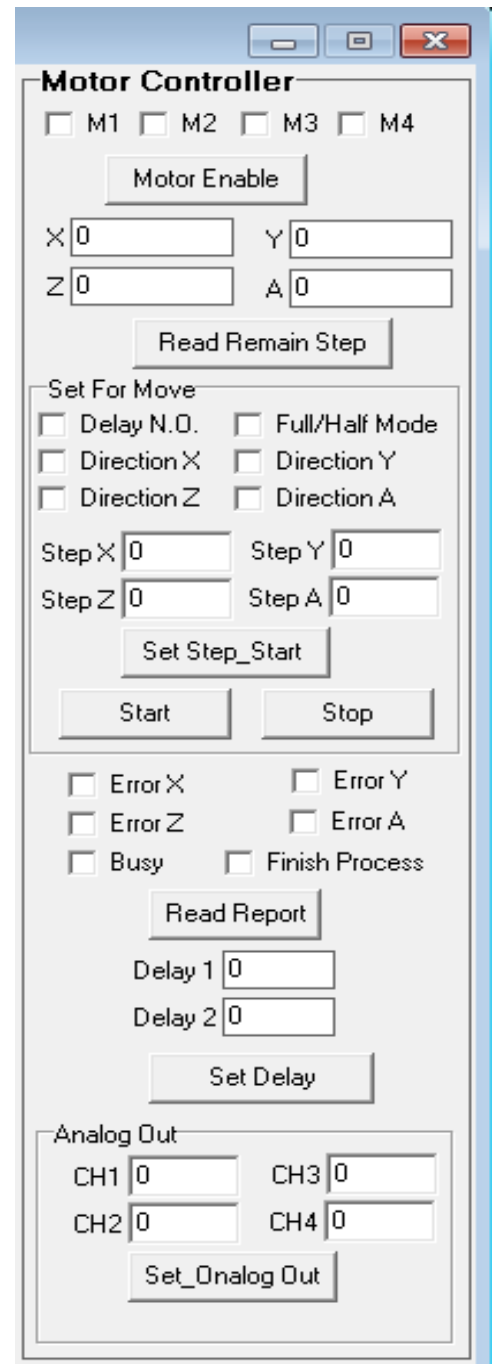 Motor Controller
M1 M2 M3 M4
Motor Enable
X 0 Y 0
Z 0 A 0
Read Remain Step
Set For Move
Delay N.O. Full/Half Mode
Direction X Direction Y
Direction Z Direction A
Step X 0 Step Y 0
Step Z 0 Step A 0
Set Step_Start
Start Stop
Error X Error Y
Error Z Error A
Busy Finish Process
Read Report
Delay 1 0
Delay 2 0
Set Delay
Analog Out
CH1 0 CH3 0
CH2 0 CH4 0
Set_Onalog Out